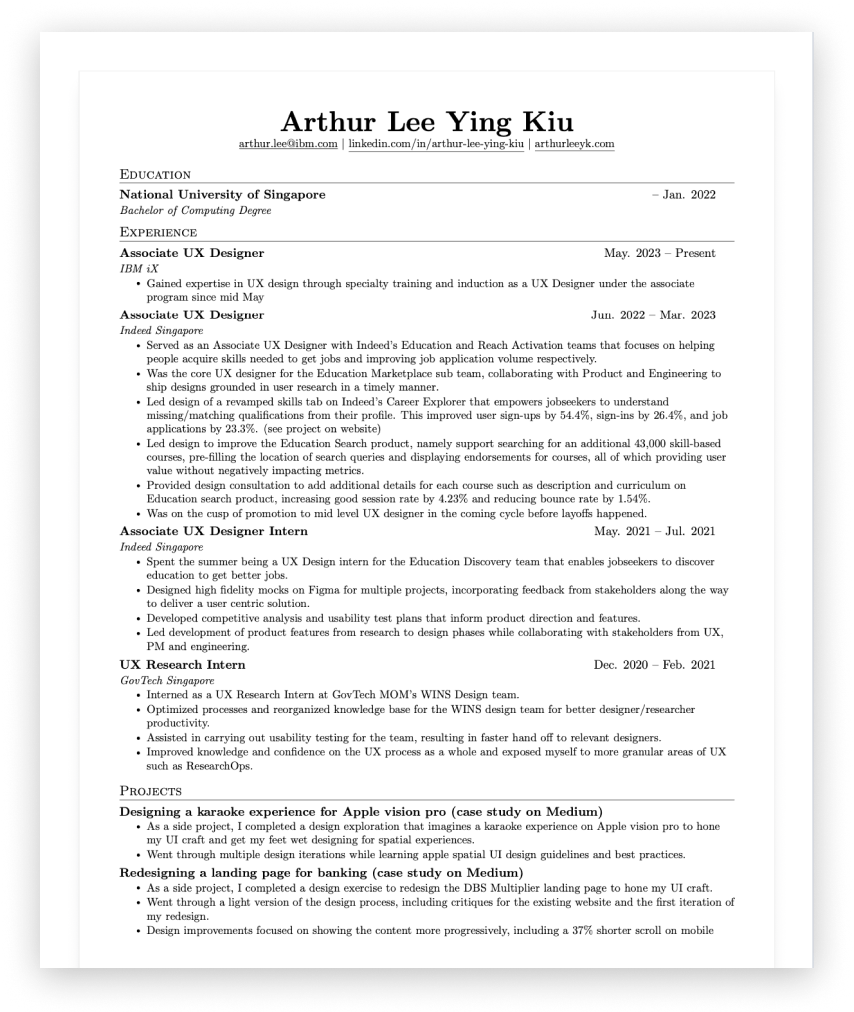 Arthur Lee Ying Kiu
arthur.lee@ibm.com | linkedin.com/in/arthur-lee-ying-kiu | arthurleeyk.com
Education
National University of Singapore – Jan. 2022
Bachelor of Computing Degree
Experience
Associate UX Designer May. 2023 – Present
IBM iX
• Gained expertise in UX design through specialty training and induction as a UX Designer under the associate
program since mid May
Associate UX Designer Jun. 2022 – Mar. 2023
Indeed Singapore
• Served as an Associate UX Designer with Indeed's Education and Reach Activation teams that focuses on helping
people acquire skills needed to get jobs and improving job application volume respectively.
• Was the core UX designer for the Education Marketplace sub team, collaborating with Product and Engineering to
ship designs grounded in user research in a timely manner.
• Led design of a revamped skills tab on Indeed's Career Explorer that empowers jobseekers to understand
missing/matching qualifications from their profile. This improved user sign-ups by 54.4%, sign-ins by 26.4%, and job
applications by 23.3%. (see project on website)
• Led design to improve the Education Search product, namely support searching for an additional 43,000 skill-based
courses, pre-filling the location of search queries and displaying endorsements for courses, all of which providing user
value without negatively impacting metrics.
• Provided design consultation to add additional details for each course such as description and curriculum on
Education search product, increasing good session rate by 4.23% and reducing bounce rate by 1.54%.
• Was on the cusp of promotion to mid level UX designer in the coming cycle before layoffs happened.
Associate UX Designer Intern May. 2021 – Jul. 2021
Indeed Singapore
• Spent the summer being a UX Design intern for the Education Discovery team that enables jobseekers to discover
education to get better jobs.
• Designed high fidelity mocks on Figma for multiple projects, incorporating feedback from stakeholders along the way
to deliver a user centric solution.
• Developed competitive analysis and usability test plans that inform product direction and features.
• Led development of product features from research to design phases while collaborating with stakeholders from UX,
PM and engineering.
UX Research Intern Dec. 2020 – Feb. 2021
GovTech Singapore
• Interned as a UX Research Intern at GovTech MOM's WINS Design team.
• Optimized processes and reorganized knowledge base for the WINS design team for better designer/researcher
productivity.
• Assisted in carrying out usability testing for the team, resulting in faster hand off to relevant designers.
• Improved knowledge and confidence on the UX process as a whole and exposed myself to more granular areas of UX
such as ResearchOps.
Projects
Designing a karaoke experience for Apple vision pro (case study on Medium)
• As a side project, I completed a design exploration that imagines a karaoke experience on Apple vision pro to hone
my UI craft and get my feet wet designing for spatial experiences.
• Went through multiple design iterations while learning apple spatial UI design guidelines and best practices.
Redesigning a landing page for banking (case study on Medium)
• As a side project, I completed a design exercise to redesign the DBS Multiplier landing page to hone my UI craft.
• Went through a light version of the design process, including critiques for the existing website and the first iteration of
my redesign.
• Design improvements focused on showing the content more progressively, including a 37% shorter scroll on mobile